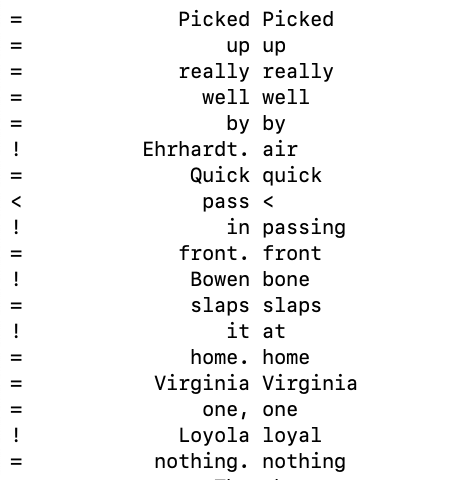 = Picked Picked
= up up
= really really
= well well
= by by
! Ehrhardt. air
= Quick quick
< pass <
! in passing
= front. front
! Bowen bone
= slaps slaps
! it at
= home. home
= Virginia Virginia
= one, one
! Loyola loyal
= nothing. nothing